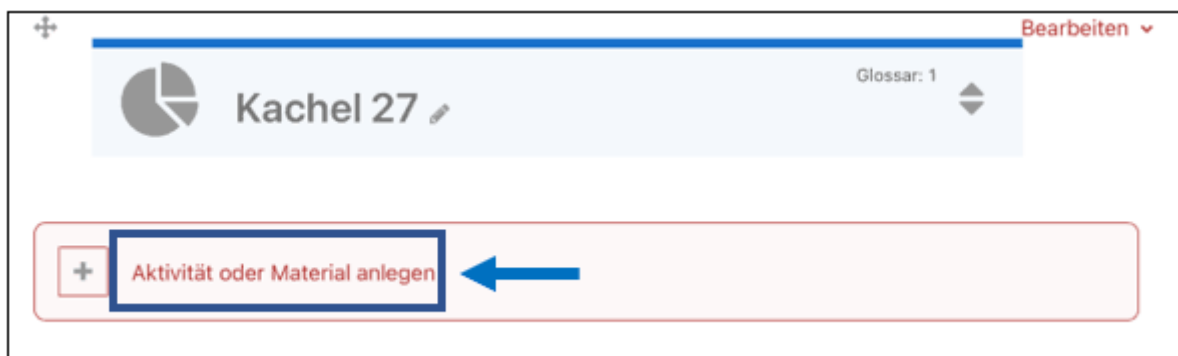 Bearbeiten
Glossar: 1
Kachel 27
Aktivität oder Material anlegen